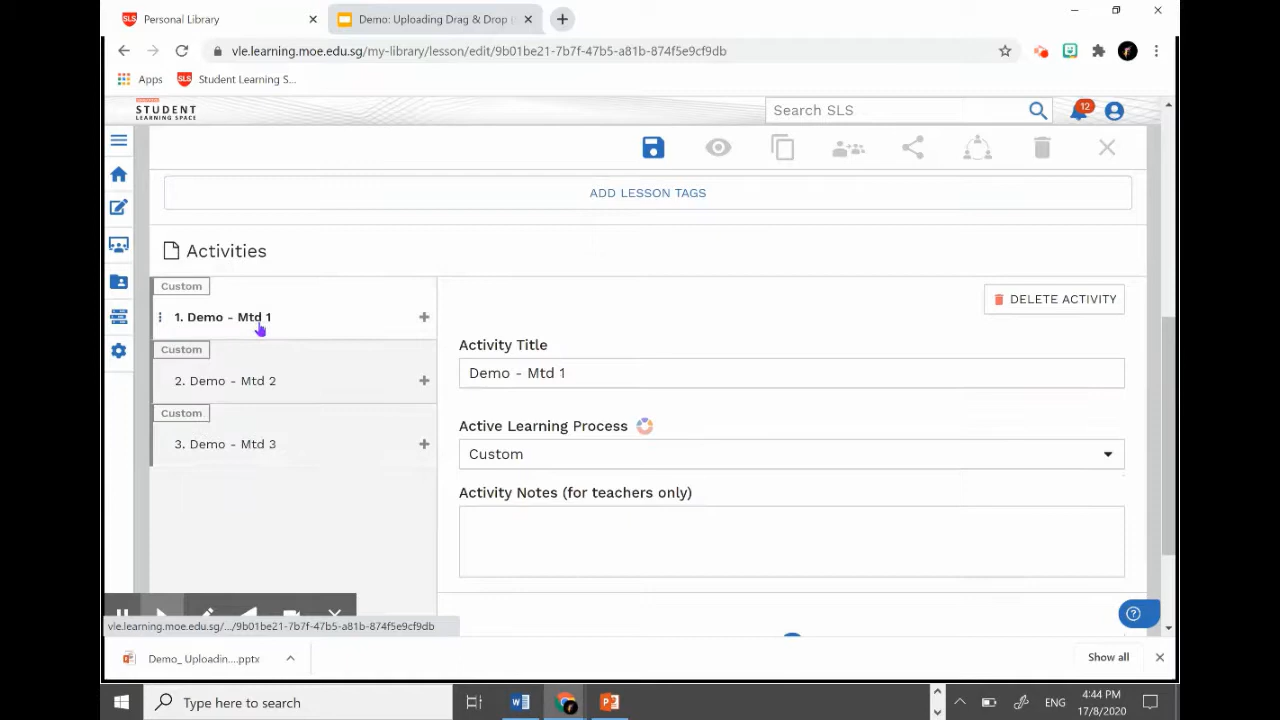 Personal Library
Demo: Uploading Drag & Drop
vle.learning.moe.edu.sg/my-library/lesson/edit/9b01be21-7b7f-47b5-a81b-874f5e9cf9db
Apps
SLS
Student Learning S...
STUDENT
LEARNING SPACE
Search SLS
12
ADD LESSON TAGS
Activities
Custom
1. Demo - Mtd 1
Custom
2. Demo - Mtd 2
Custom
3. Demo - Mtd 3
DELETE ACTIVITY
Activity Title
Demo - Mtd 1
Active Learning Process
Custom
Activity Notes (for teachers only)
vle.learning.moe.edu.sg/.../9b01be21-7b7f-47b5-a81b-874f5e9cf9db
Demo_ Uploadin....pptx
Show all
Type here to search
ENG
4:44 PM
17/8/2020